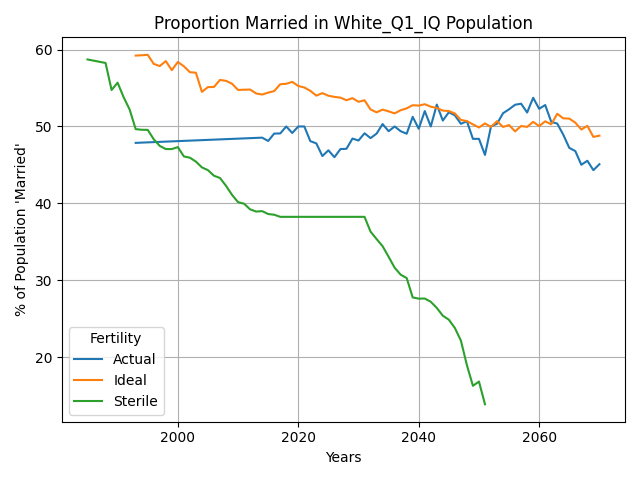 Proportion Married in White_Q1_IQ Population
% of Population 'Married'
60
50
40
30
20
Fertility
Actual
Ideal
Sterile
2000
2020
2040
2060
Years